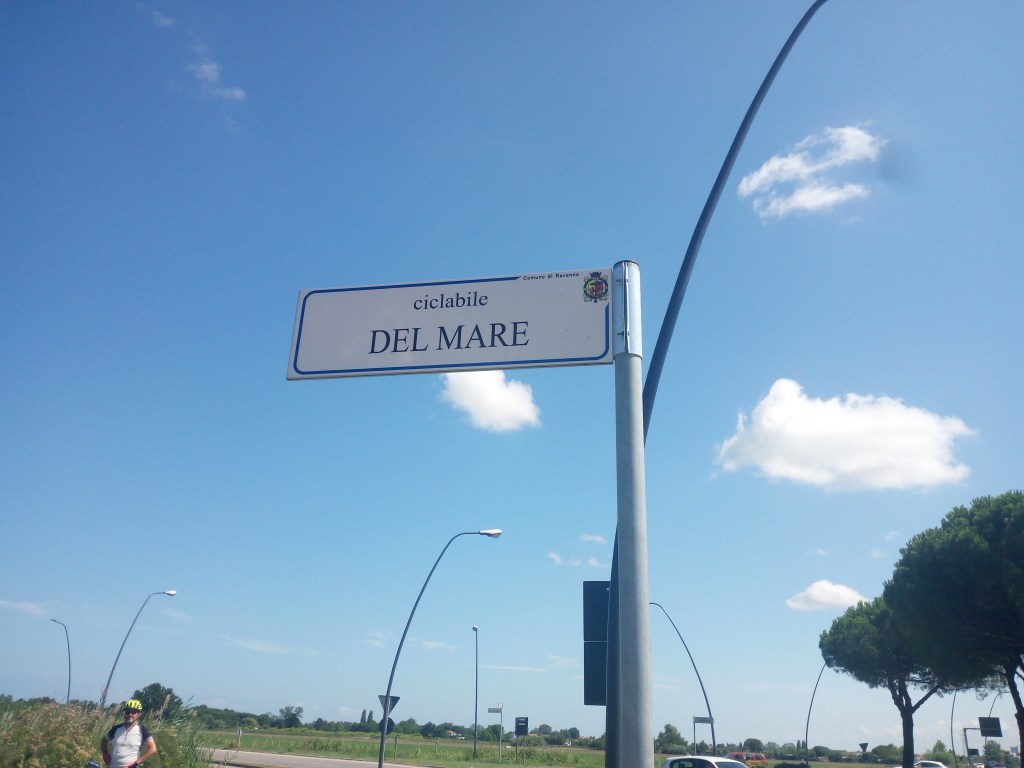 Comune di Ravenna
ciclabile
DEL MARE